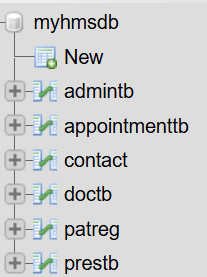 myhmsdb
New
admintb
appointmenttb
contact
doctb
patreg
prestb